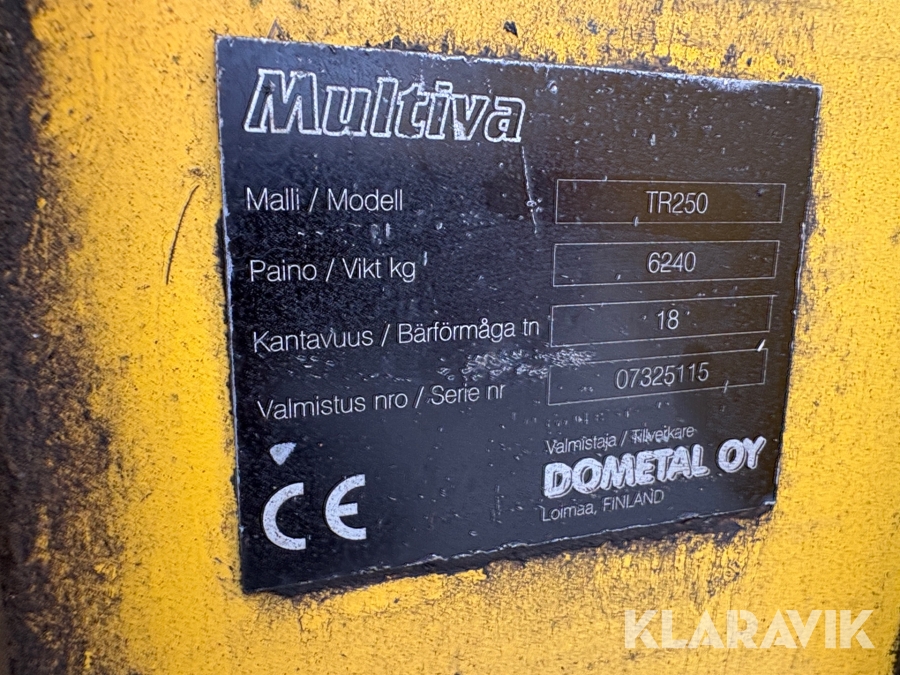 Multiva
Malli / Modell TR250
Paino / Vikt kg 6240
Kantavuus / Bärförmåga tn 18
Valmistus nro / Serie nr 07325115
Valmistaja / Tillverkare
DOMETAL OY
Loimaa, FINLAND
CE
KLARAVIK